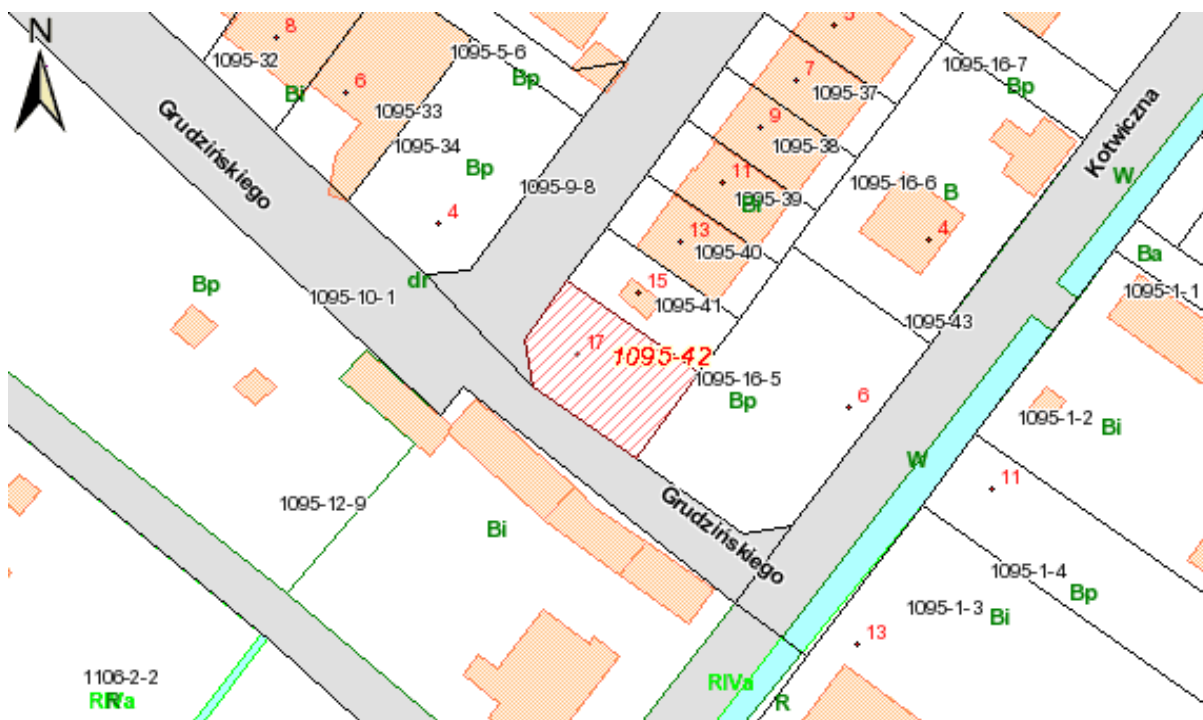 N
8
1095-32
Bi
6
1095-33
1095-34
Bp
4
1095-5-6
Bp
Grudzińskiego
1095-9-8
5
7
1095-37
9
1095-38
11
1095-39
Bi
13
1095-40
15
1095-41
17
1095-42
1095-16-7
Bp
Kotwiczna
W
1095-16-6
B
4
1095-43
Ba
1095-1-1
Bp
dr
1095-10-1
1095-16-5
Bp
6
W
1095-1-2
Bi
11
1095-12-9
Bi
Grudzińskiego
1095-1-4
Bp
1095-1-3
Bi
13
1106-2-2
RIVa
R
RIVa
R